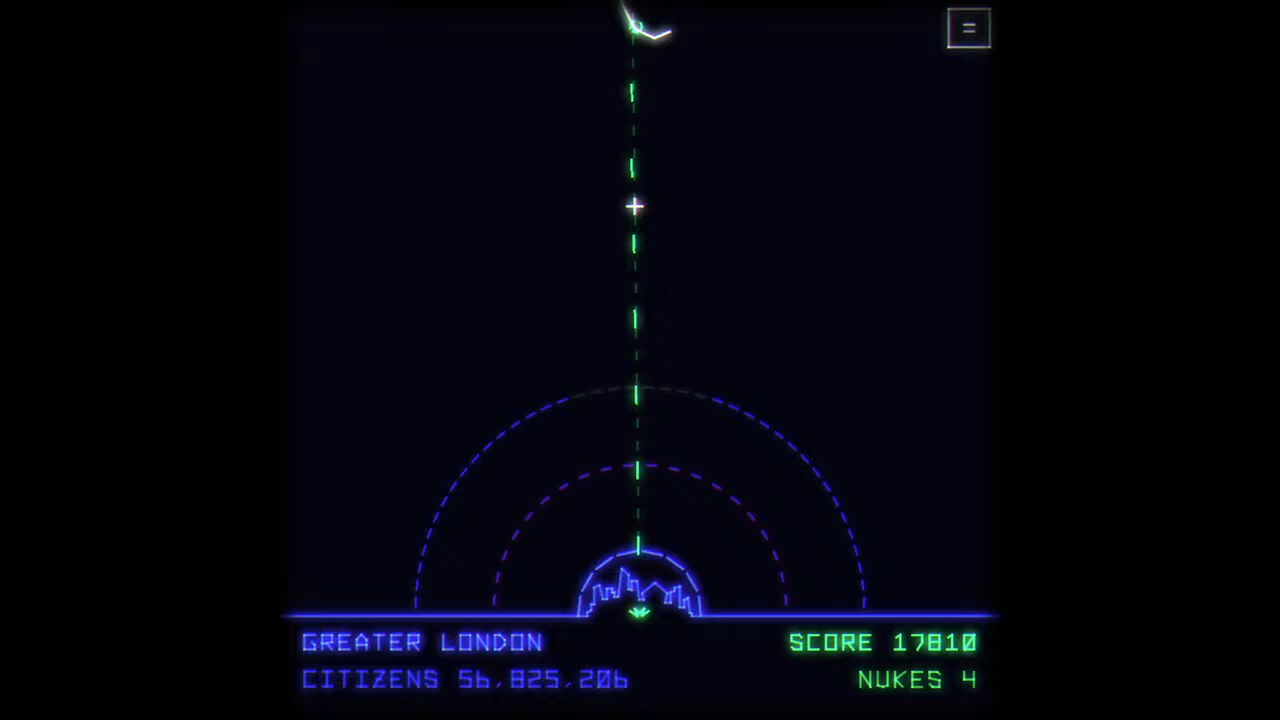 =
GREATER LONDON
SCORE 17810
CITIZENS 56,825,206
NUKES 4